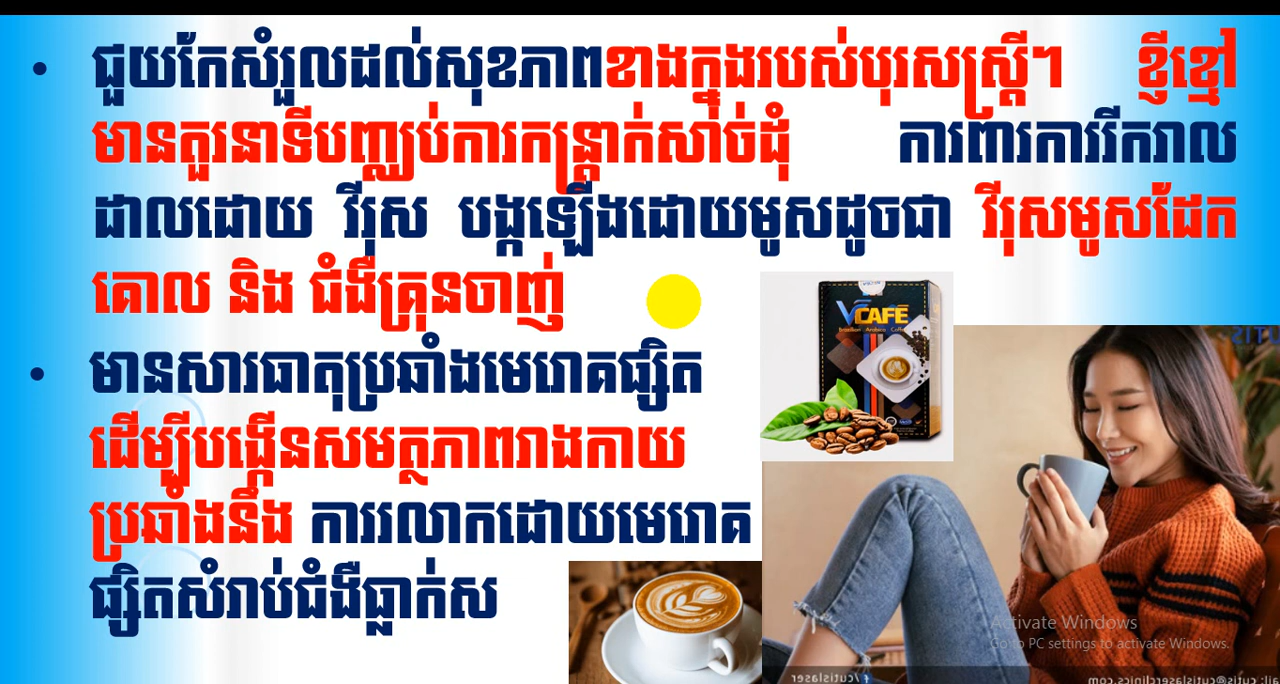 • ជួយកែសំរួលដល់សុខភាពខាងក្នុងរបស់បុរសស្ត្រី។ ខ្ញីខ្មៅ
មានតួរនាទីបញ្ឈប់ការកន្ត្រាក់សាច់ដុំ ការពារការរីករាល
ដាលដោយ វីរុស បង្កឡើងដោយមូសដូចជា វីរុសមូសដែក
គោល និង ជំងឺគ្រុនចាញ់
• មានសារធាតុប្រឆាំងមេរោគផ្សិត
ដើម្បីបង្កើនសមត្ថភាពរាងកាយ
ប្រឆាំងនឹង ការរលាកដោយមេរោគ
ផ្សិតសំរាប់ជំងឺធ្លាក់ស
VCAFÉ
Activate Windows
Go to PC settings to activate Windows.
f/cutislaser
ail: cutis@cutislaserclinics.com